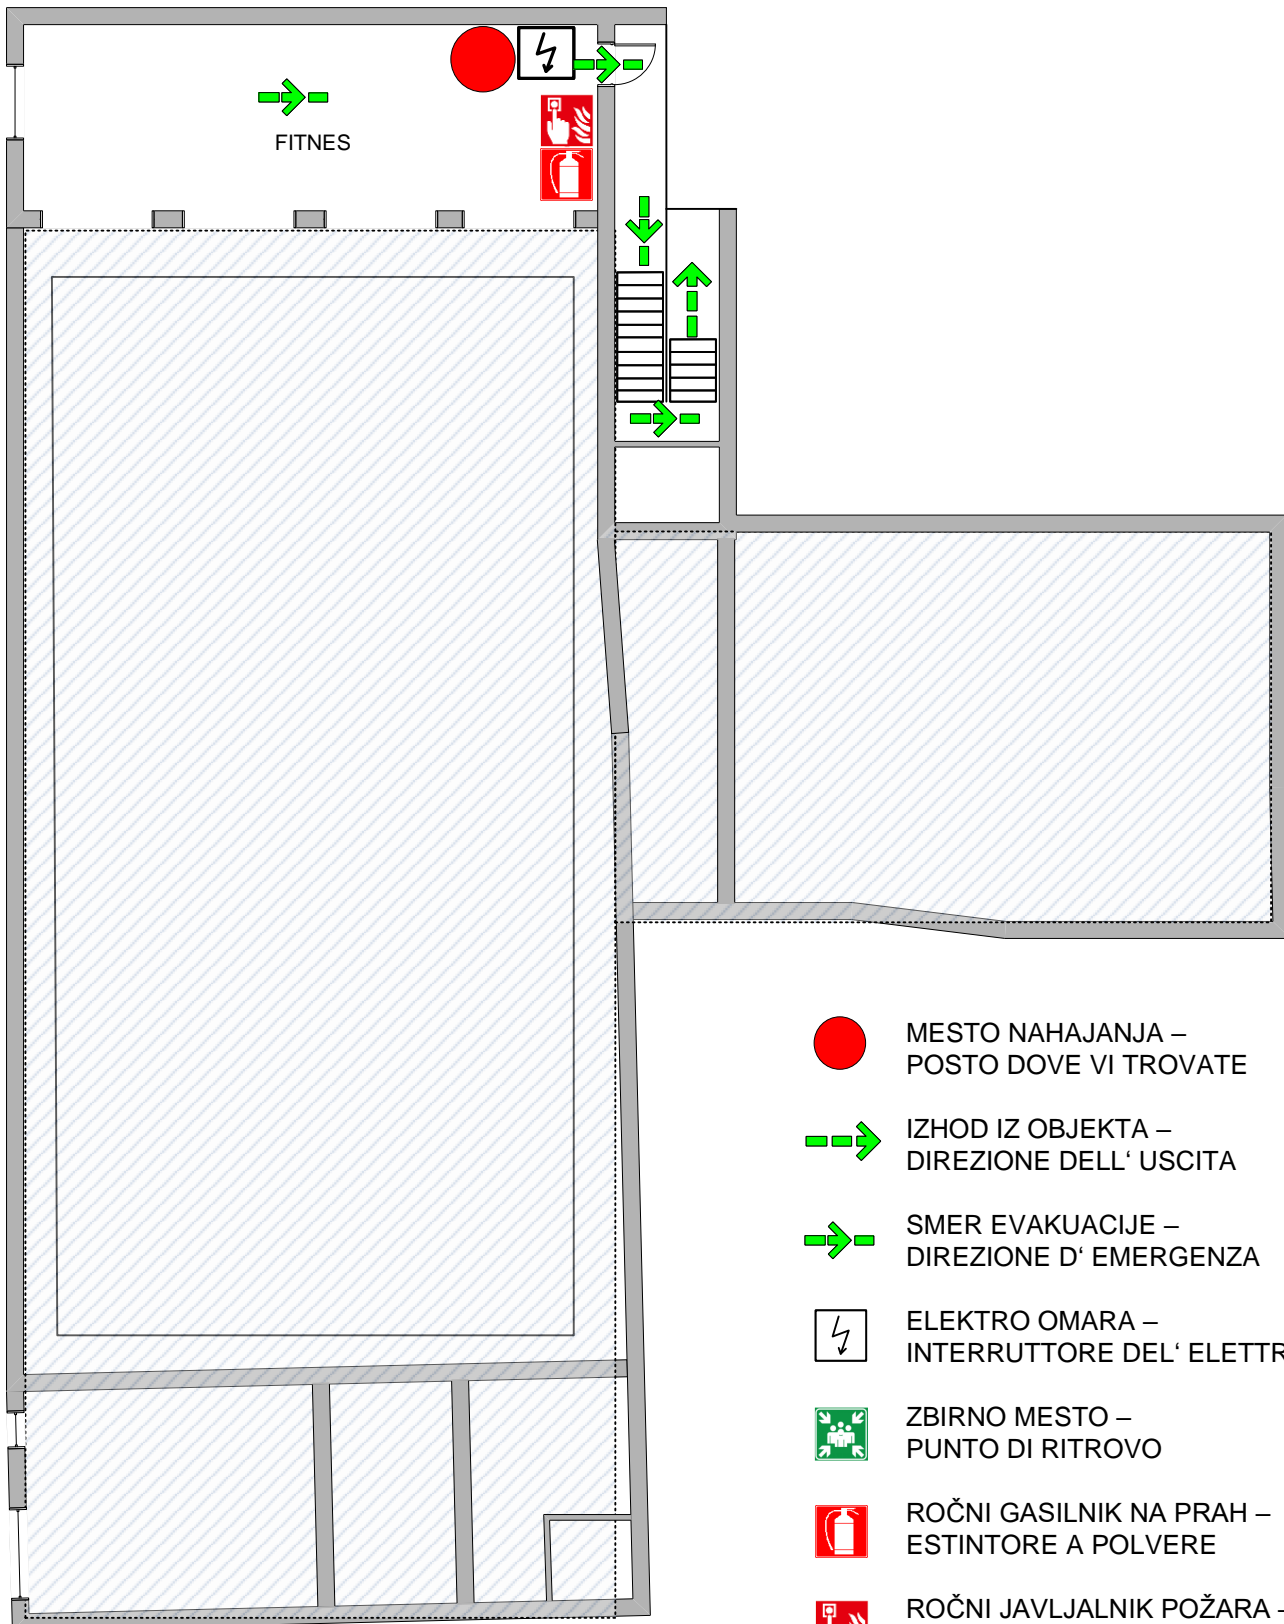 FITNES
MESTO NAHAJANJA –
POSTO DOVE VI TROVATE
IZHOD IZ OBJEKTA –
DIREZIONE DELL‘ USCITA
SMER EVAKUACIJE –
DIREZIONE D‘ EMERGENZA
ELEKTRO OMARA –
INTERRUTTORE DEL‘ ELETTR
ZBIRNO MESTO –
PUNTO DI RITROVO
ROČNI GASILNIK NA PRAH –
ESTINTORE A POLVERE
ROČNI JAVLJALNIK POŽARA –